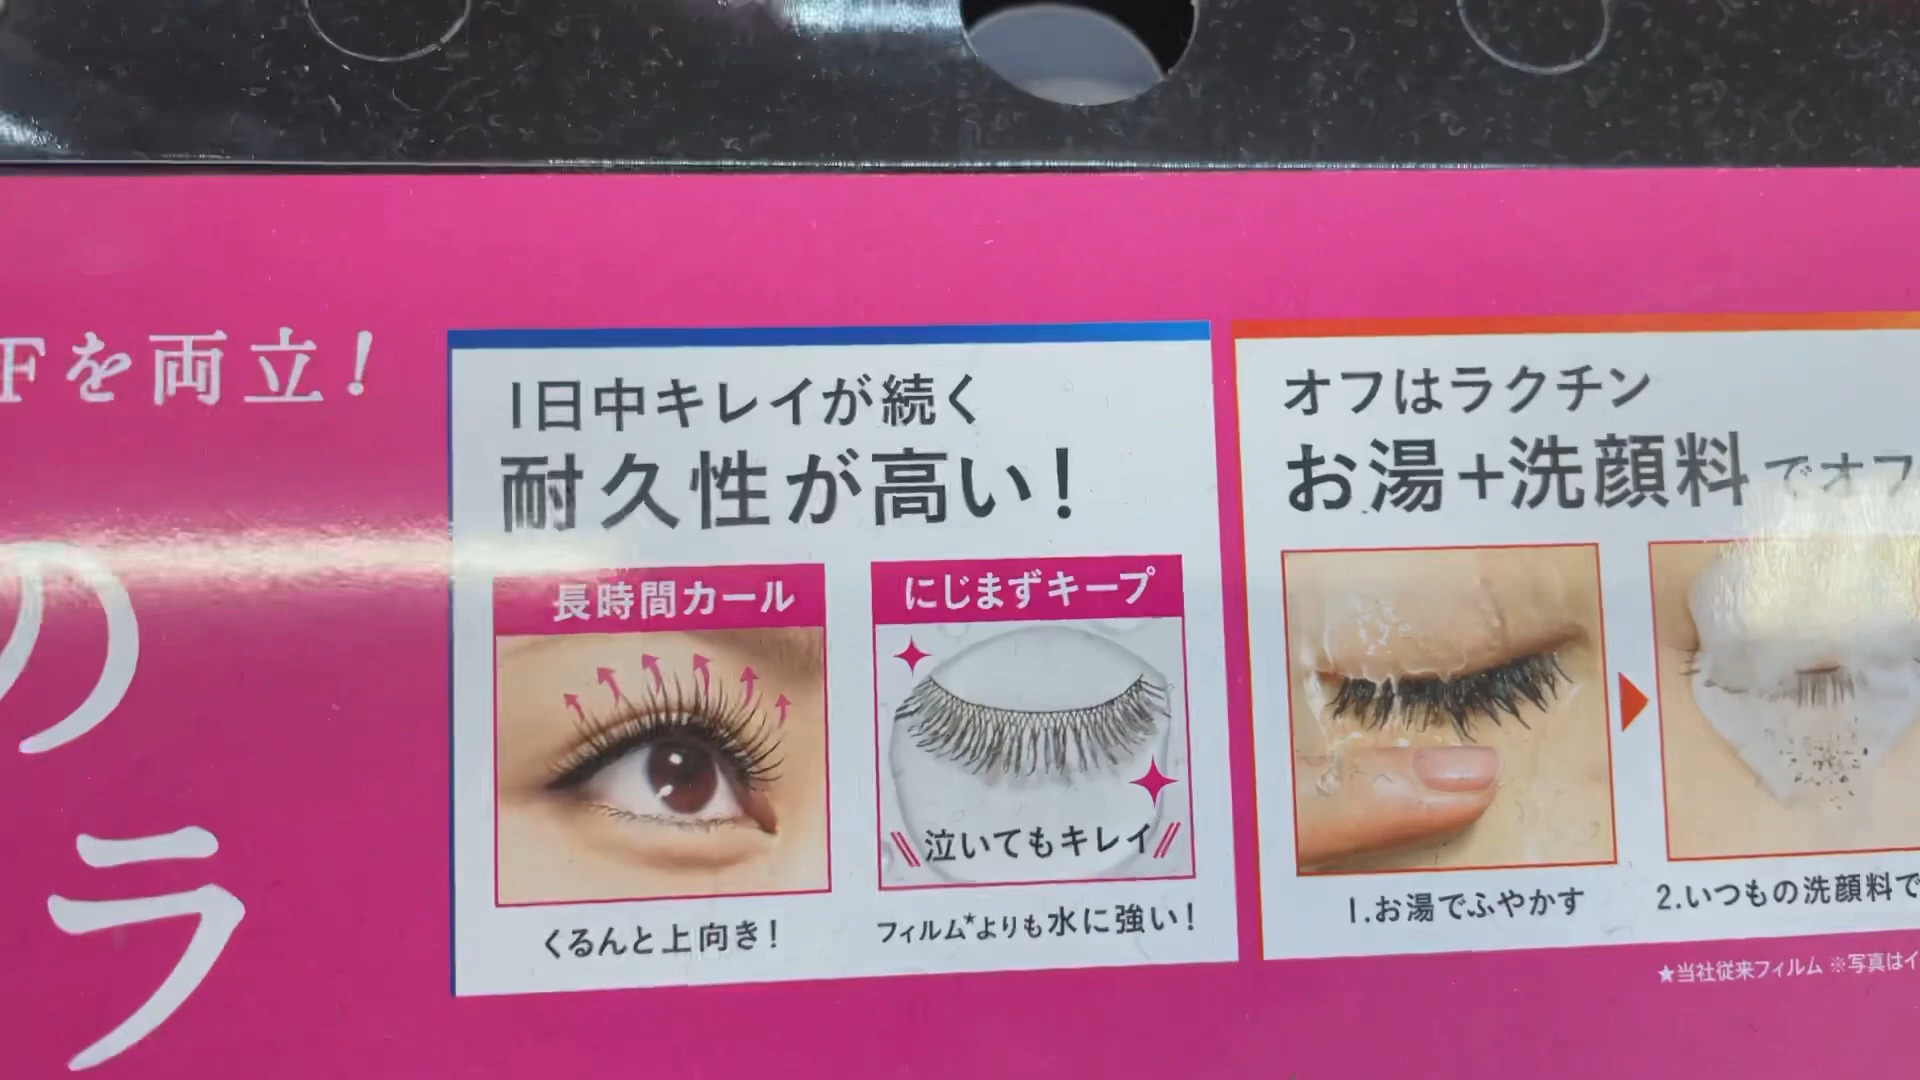 Fを両立!
の
ラ
1日中キレイが続く
耐久性が高い!
長時間カール
くるんと上向き!
にじまずキープ
泣いてもキレイ
フィルム*よりも水に強い!
オフはラクチン
お湯+洗顔料でオフ
1.お湯でふやかす
2.いつもの洗顔料で
★当社従来フィルム ※写真はイ